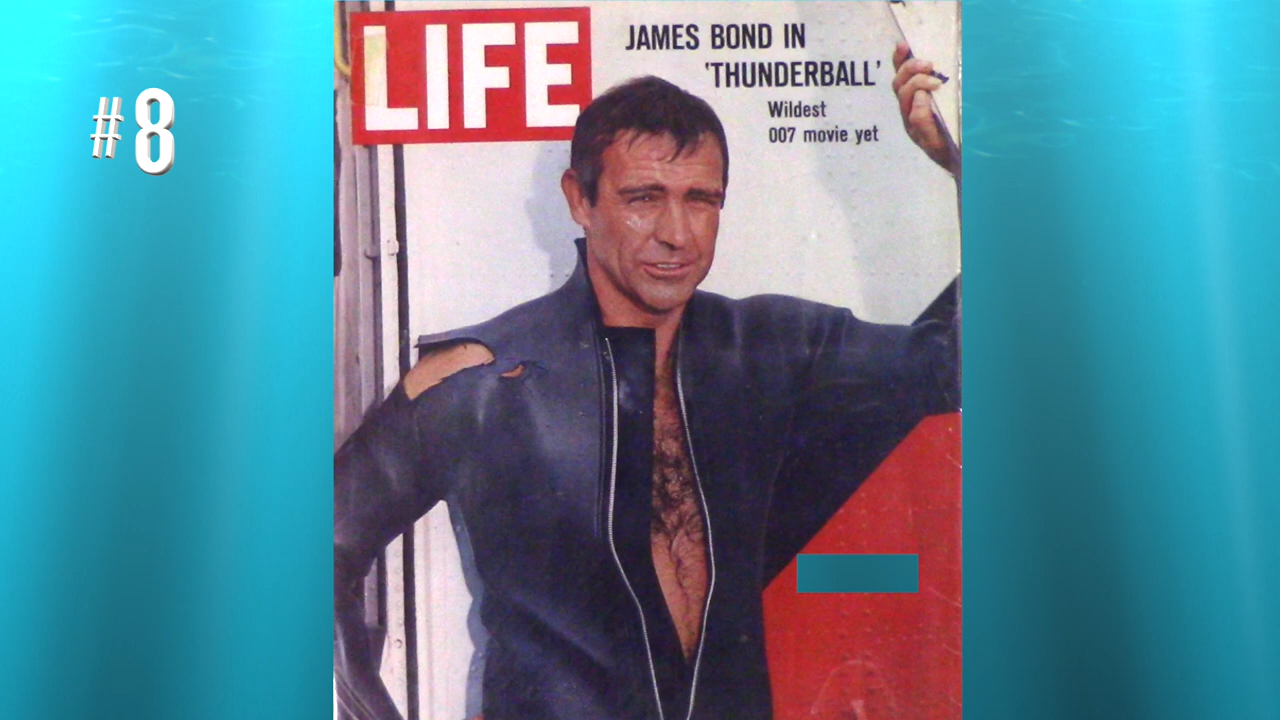 #8
LIFE
JAMES BOND IN
'THUNDERBALL'
Wildest
007 movie yet